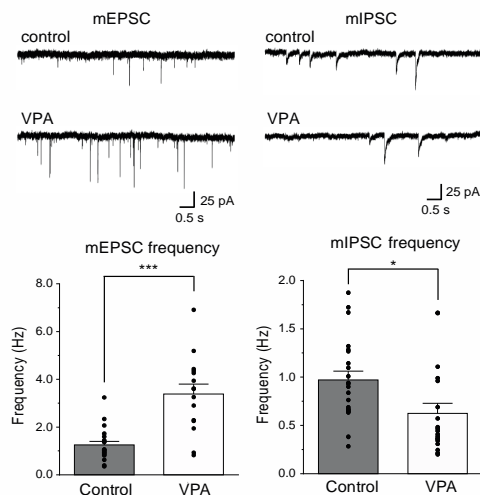 mEPSC
control
VPA
25 pA
0.5 s
mIPSC
control
VPA
25 pA
0.5 s
mEPSC frequency
***
8.0
6.0
4.0
2.0
0.0
Frequency (Hz)
Control
VPA
mIPSC frequency
*
2.0
1.5
1.0
0.5
0.0
Frequency (Hz)
Control
VPA